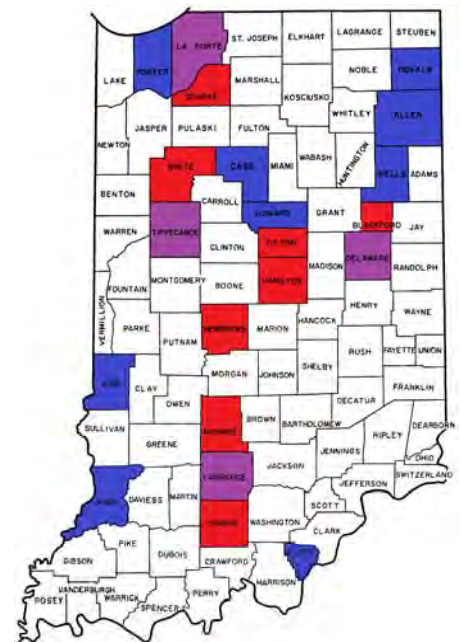 LA PORTE
ST. JOSEPH
ELKHART
LAGRANGE
STEUBEN
LAKE
PORTER
NOBLE
DEKALB
STARKE
MARSHALL
KOSCIUSKO
WHITLEY
ALLEN
NEWTON
JASPER
PULASKI
FULTON
HUNTINGTON
WHITE
CASS
MIAMI
WABASH
WELLS
ADAMS
BENTON
CARROLL
HOWARD
GRANT
BLACKFORD
JAY
WARREN
TIPPECANOE
CLINTON
TIPTON
DELAWARE
RANDOLPH
FOUNTAIN
MONTGOMERY
BOONE
HAMILTON
MADISON
VERMILLION
PARKE
PUTNAM
HENDRICKS
MARION
HANCOCK
HENRY
WAYNE
RUSH
FAYETTE
UNION
VIGO
CLAY
OWEN
MORGAN
JOHNSON
SHELBY
DECATUR
FRANKLIN
SULLIVAN
GREENE
MONROE
BROWN
BARTHOLOMEW
JENNINGS
RIPLEY
DEARBORN
OHIO
SWITZERLAND
KNOX
DAVIESS
MARTIN
LAWRENCE
JACKSON
JEFFERSON
SCOTT
GIBSON
PIKE
DUBOIS
ORANGE
WASHINGTON
CLARK
CRAWFORD
HARRISON
POSEY
VANDERBURGH
WARRICK
SPENCER
PERRY